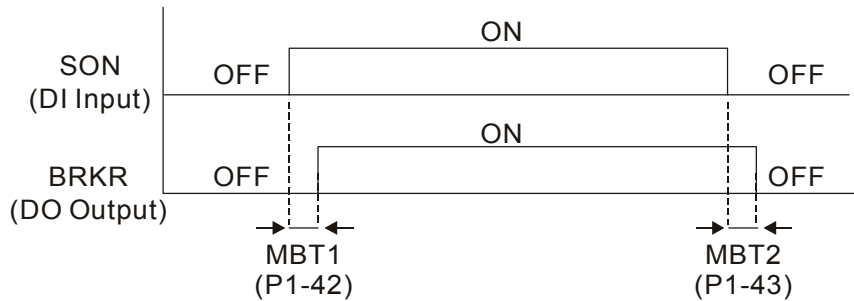 ON
SON
(DI Input)
OFF
OFF
ON
BRKR
(DO Output)
OFF
OFF
MBT1
(P1-42)
MBT2
(P1-43)